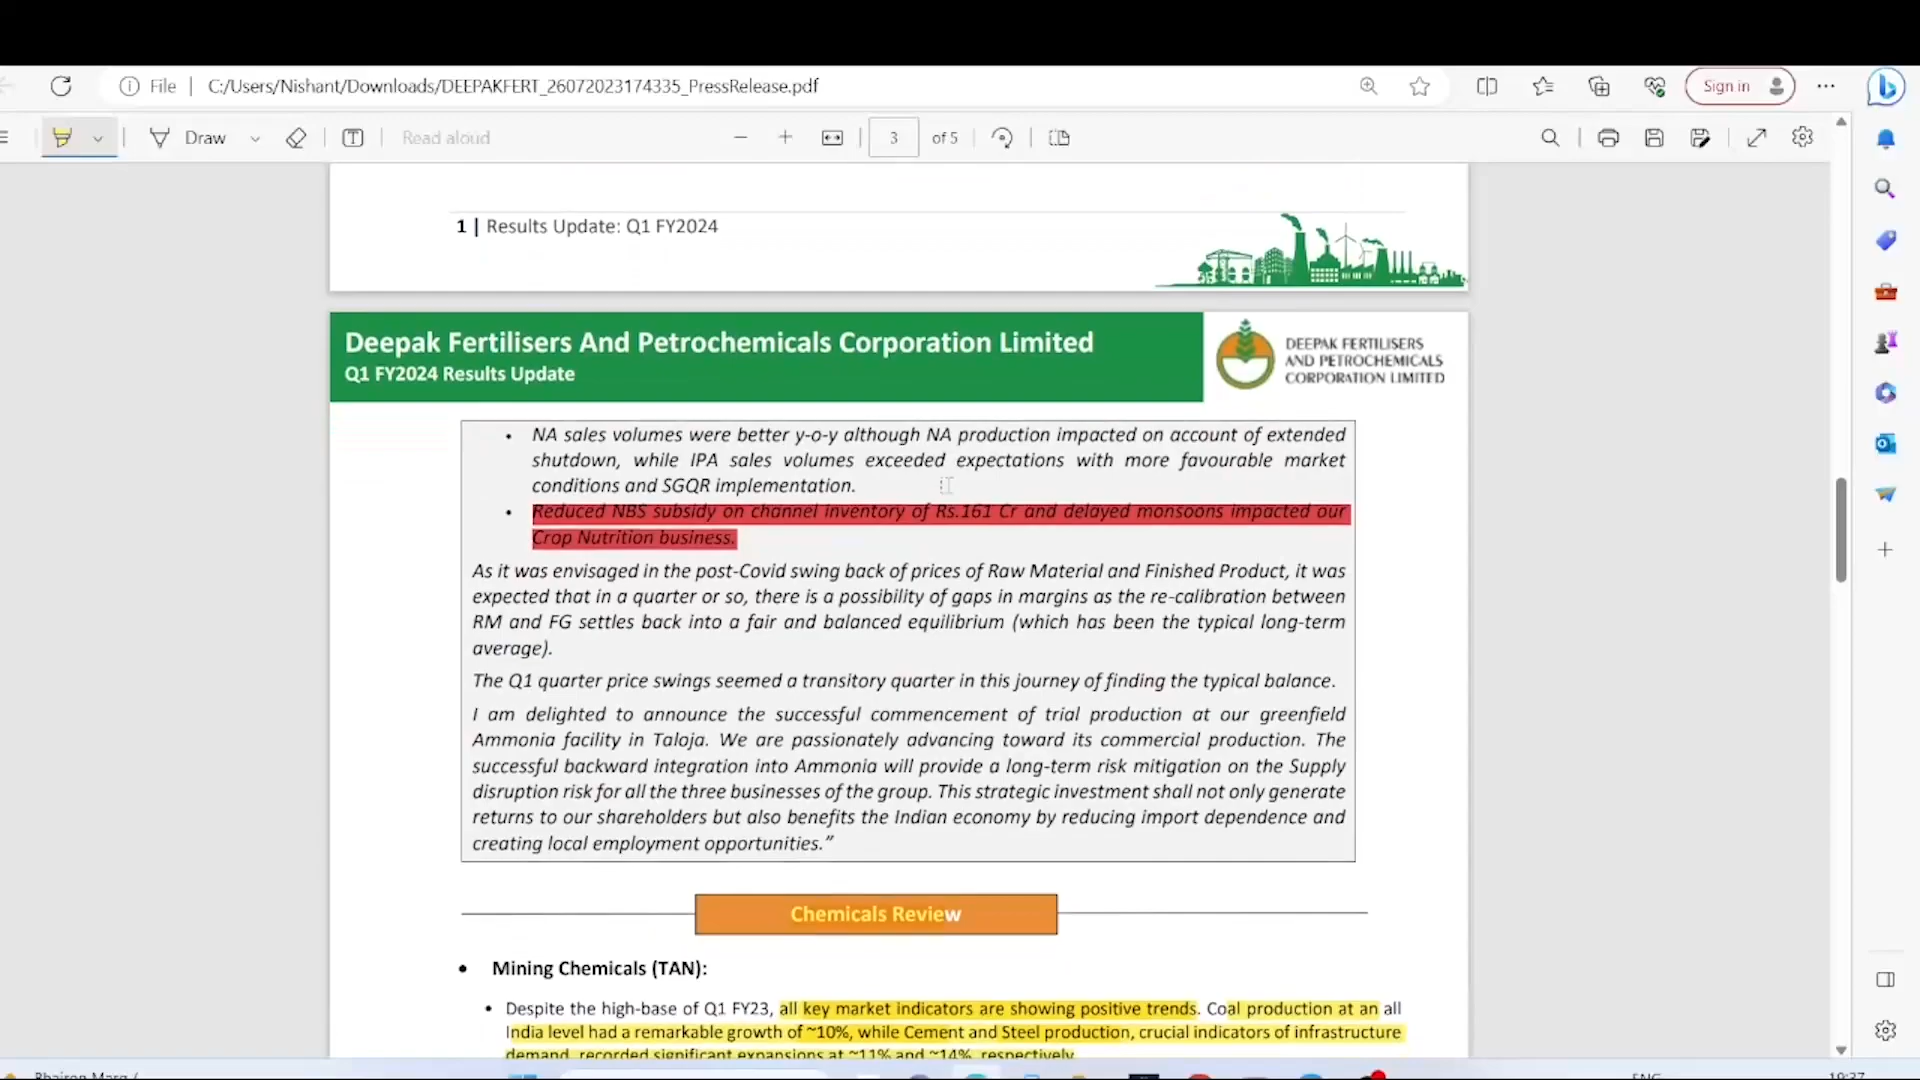 File | C:/Users/Nishant/Downloads/DEEPAKFERT_26072023174335_PressRelease.pdf
Sign in
Draw
Read aloud
3 of 5
1 | Results Update: Q1 FY2024
Deepak Fertilisers And Petrochemicals Corporation Limited
Q1 FY2024 Results Update
DEEPAK FERTILISERS
AND PETROCHEMICALS
CORPORATION LIMITED
• NA sales volumes were better y-o-y although NA production impacted on account of extended
shutdown, while IPA sales volumes exceeded expectations with more favourable market
conditions and SGQR implementation.
• Reduced NBS subsidy on channel inventory of Rs.161 Cr and delayed monsoons impacted our
Crop Nutrition business.
As it was envisaged in the post-Covid swing back of prices of Raw Material and Finished Product, it was
expected that in a quarter or so, there is a possibility of gaps in margins as the re-calibration between
RM and FG settles back into a fair and balanced equilibrium (which has been the typical long-term
average).
The Q1 quarter price swings seemed a transitory quarter in this journey of finding the typical balance.
I am delighted to announce the successful commencement of trial production at our greenfield
Ammonia facility in Taloja. We are passionately advancing toward its commercial production. The
successful backward integration into Ammonia will provide a long-term risk mitigation on the Supply
disruption risk for all the three businesses of the group. This strategic investment shall not only generate
returns to our shareholders but also benefits the Indian economy by reducing import dependence and
creating local employment opportunities.”
Chemicals Review
• Mining Chemicals (TAN):
• Despite the high-base of Q1 FY23, all key market indicators are showing positive trends. Coal production at an all
India level had a remarkable growth of ~10%, while Cement and Steel production, crucial indicators of infrastructure
demand, recorded significant expansions at ~11% and ~14%, respectively.
Bhairon Marg /
ENG
19:37